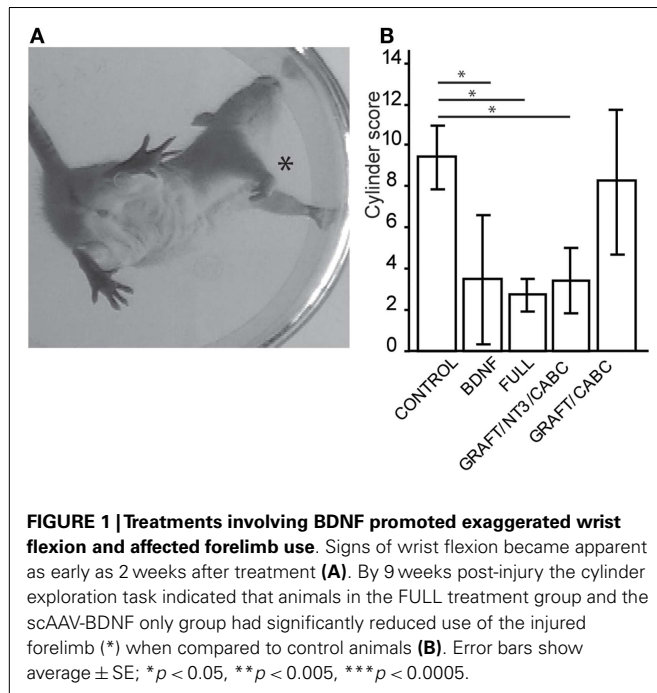 A
*
B
14
12
10
8
6
4
2
0
Cylinder score
*
*
*
CONTROL
BDNF
FULL
GRAFT/NT3/CABC
GRAFT/CABC
FIGURE 1 | Treatments involving BDNF promoted exaggerated wrist
flexion and affected forelimb use. Signs of wrist flexion became apparent
as early as 2 weeks after treatment (A). By 9 weeks post-injury the cylinder
exploration task indicated that animals in the FULL treatment group and the
scAAV-BDNF only group had significantly reduced use of the injured
forelimb (*) when compared to control animals (B). Error bars show
average ± SE; *p < 0.05, **p < 0.005, ***p < 0.0005.